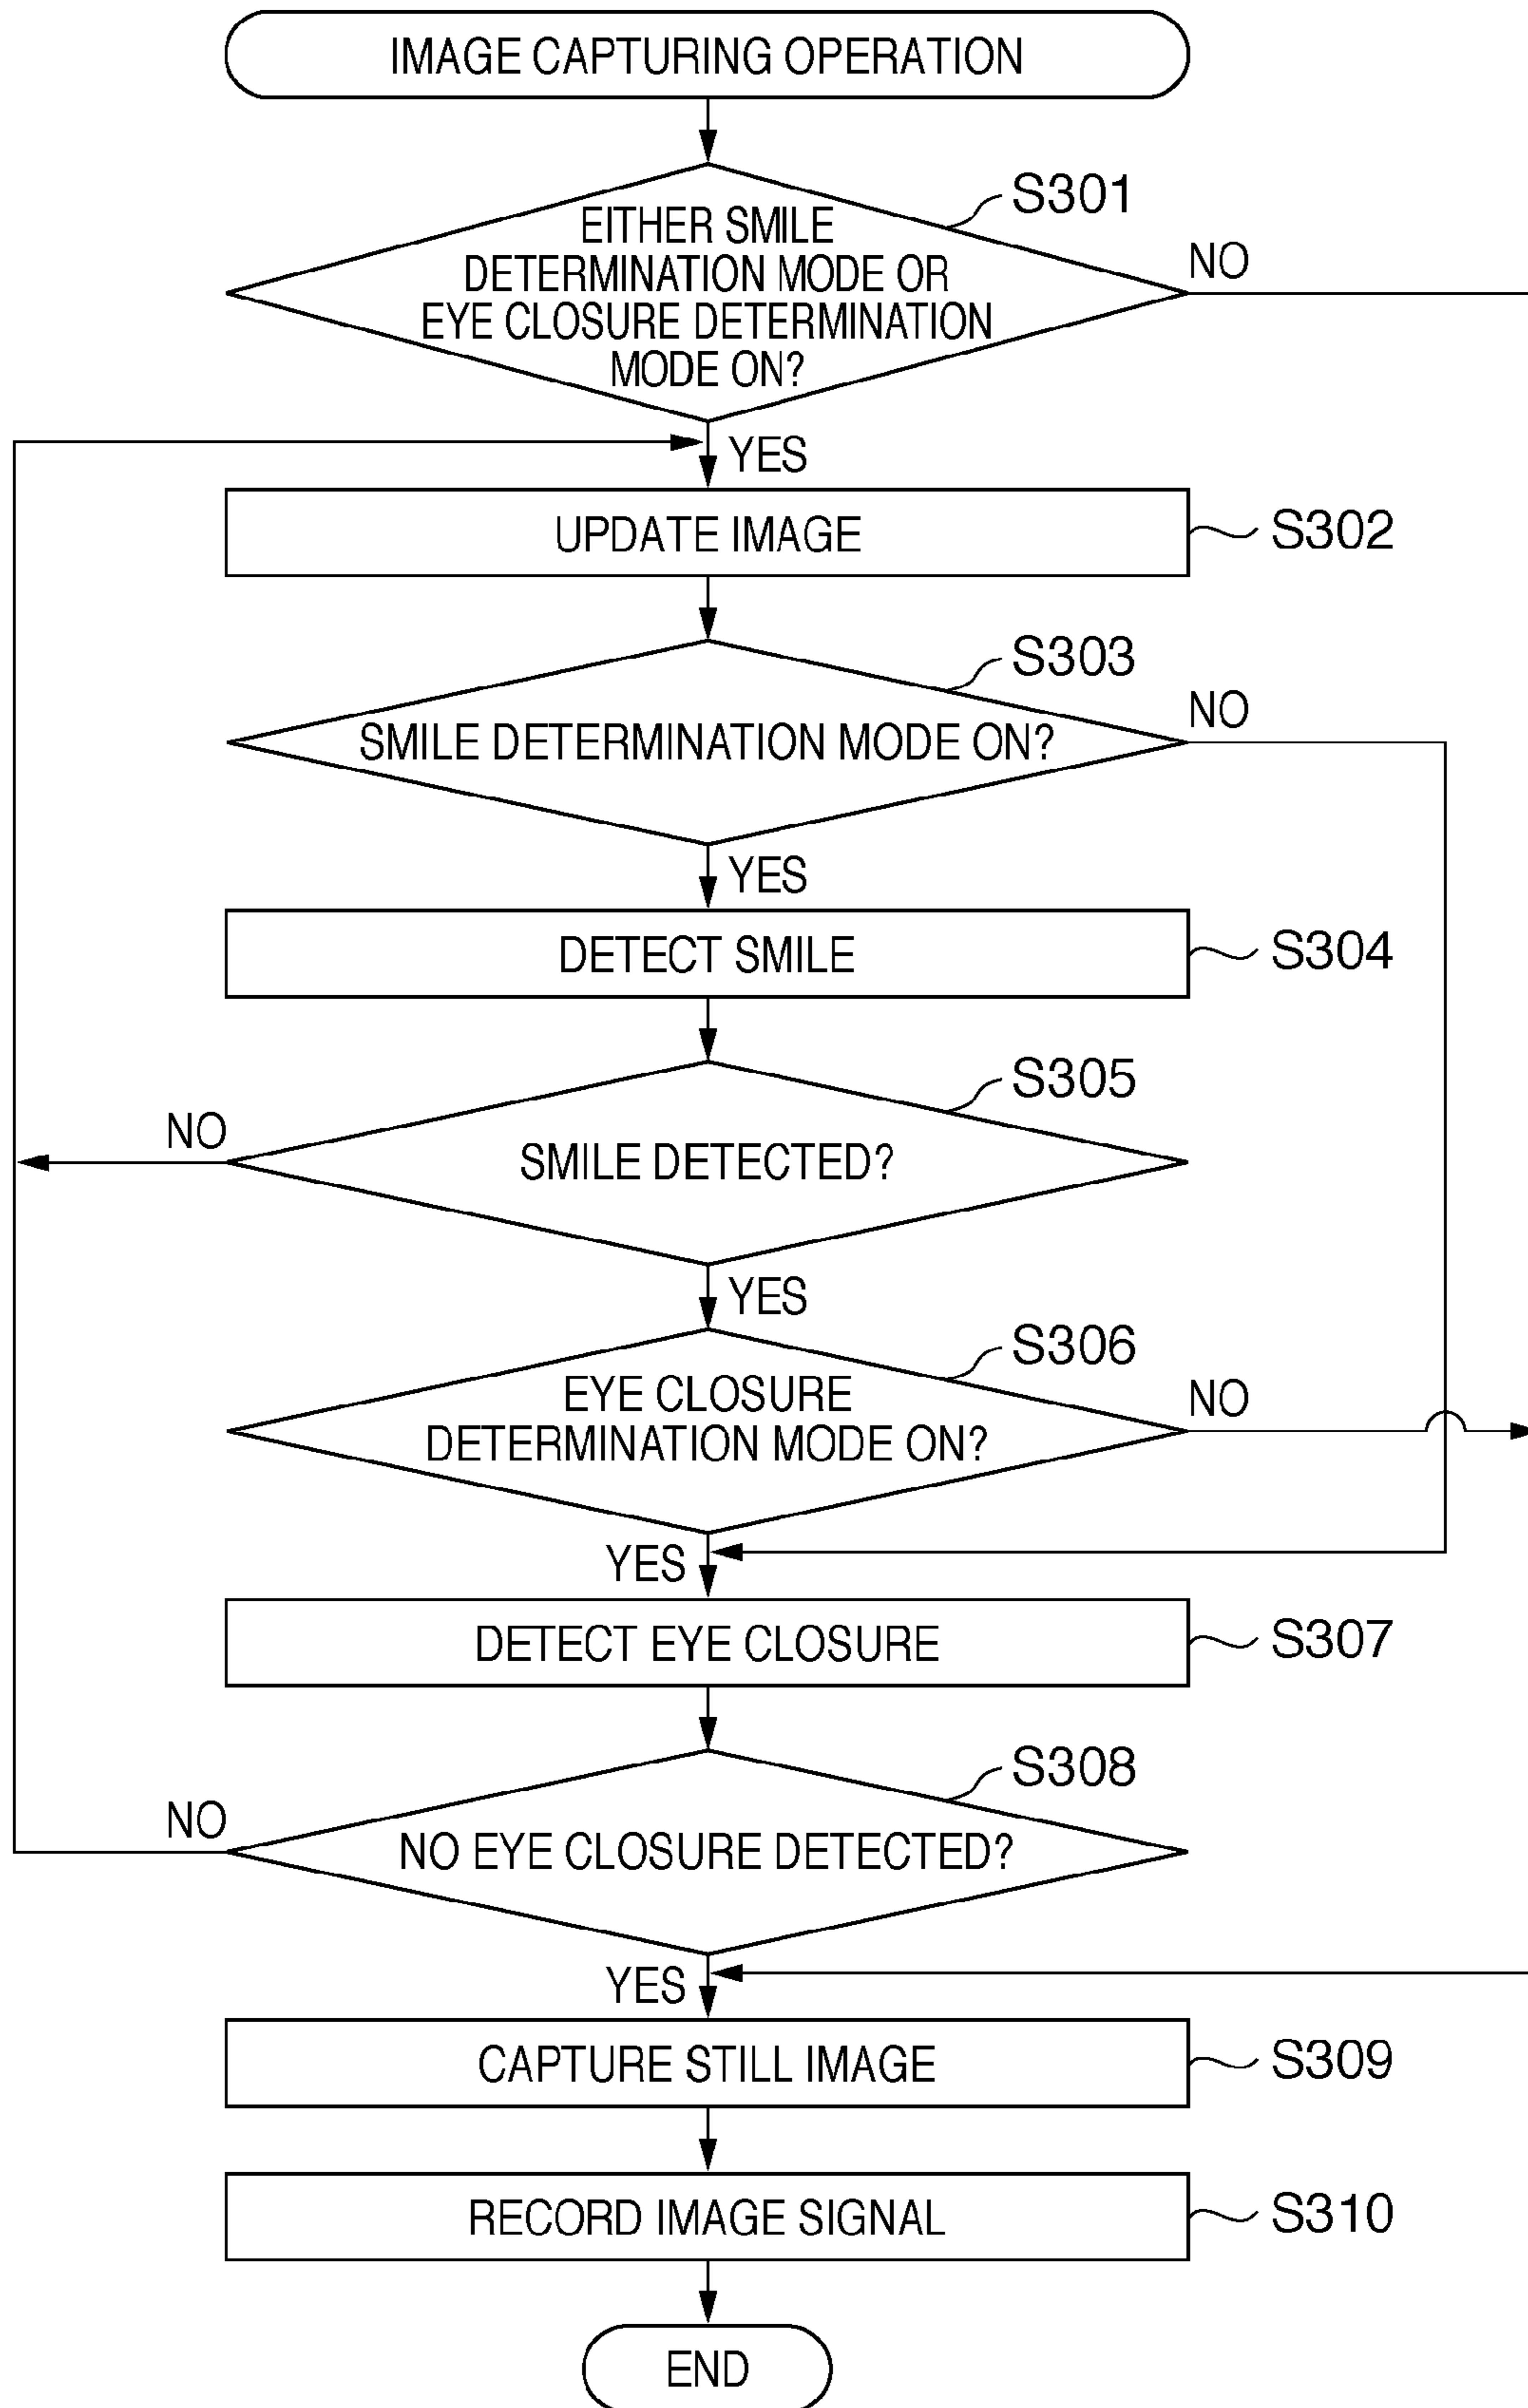 IMAGE CAPTURING OPERATION
S301
EITHER SMILE
DETERMINATION MODE OR
EYE CLOSURE DETERMINATION
MODE ON?
NO
YES
UPDATE IMAGE
S302
S303
SMILE DETERMINATION MODE ON?
NO
YES
DETECT SMILE
S304
S305
SMILE DETECTED?
NO
YES
S306
EYE CLOSURE
DETERMINATION MODE ON?
NO
YES
DETECT EYE CLOSURE
S307
S308
NO EYE CLOSURE DETECTED?
NO
YES
CAPTURE STILL IMAGE
S309
RECORD IMAGE SIGNAL
S310
END